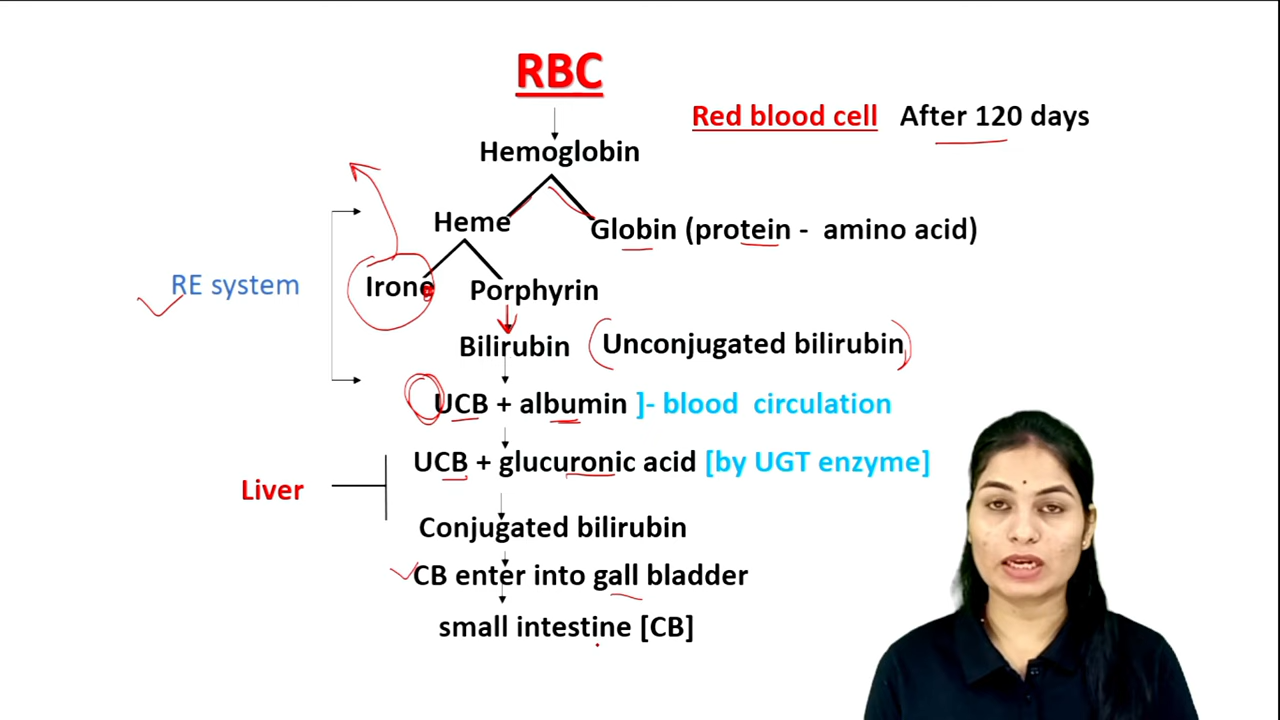 RBC
Red blood cell After 120 days
Hemoglobin
Heme
Globin (protein - amino acid)
RE system
Irone
Porphyrin
Bilirubin
Unconjugated bilirubin
UCB + albumin ]- blood circulation
UCB + glucuronic acid [by UGT enzyme]
Liver
Conjugated bilirubin
CB enter into gall bladder
small intestine [CB]